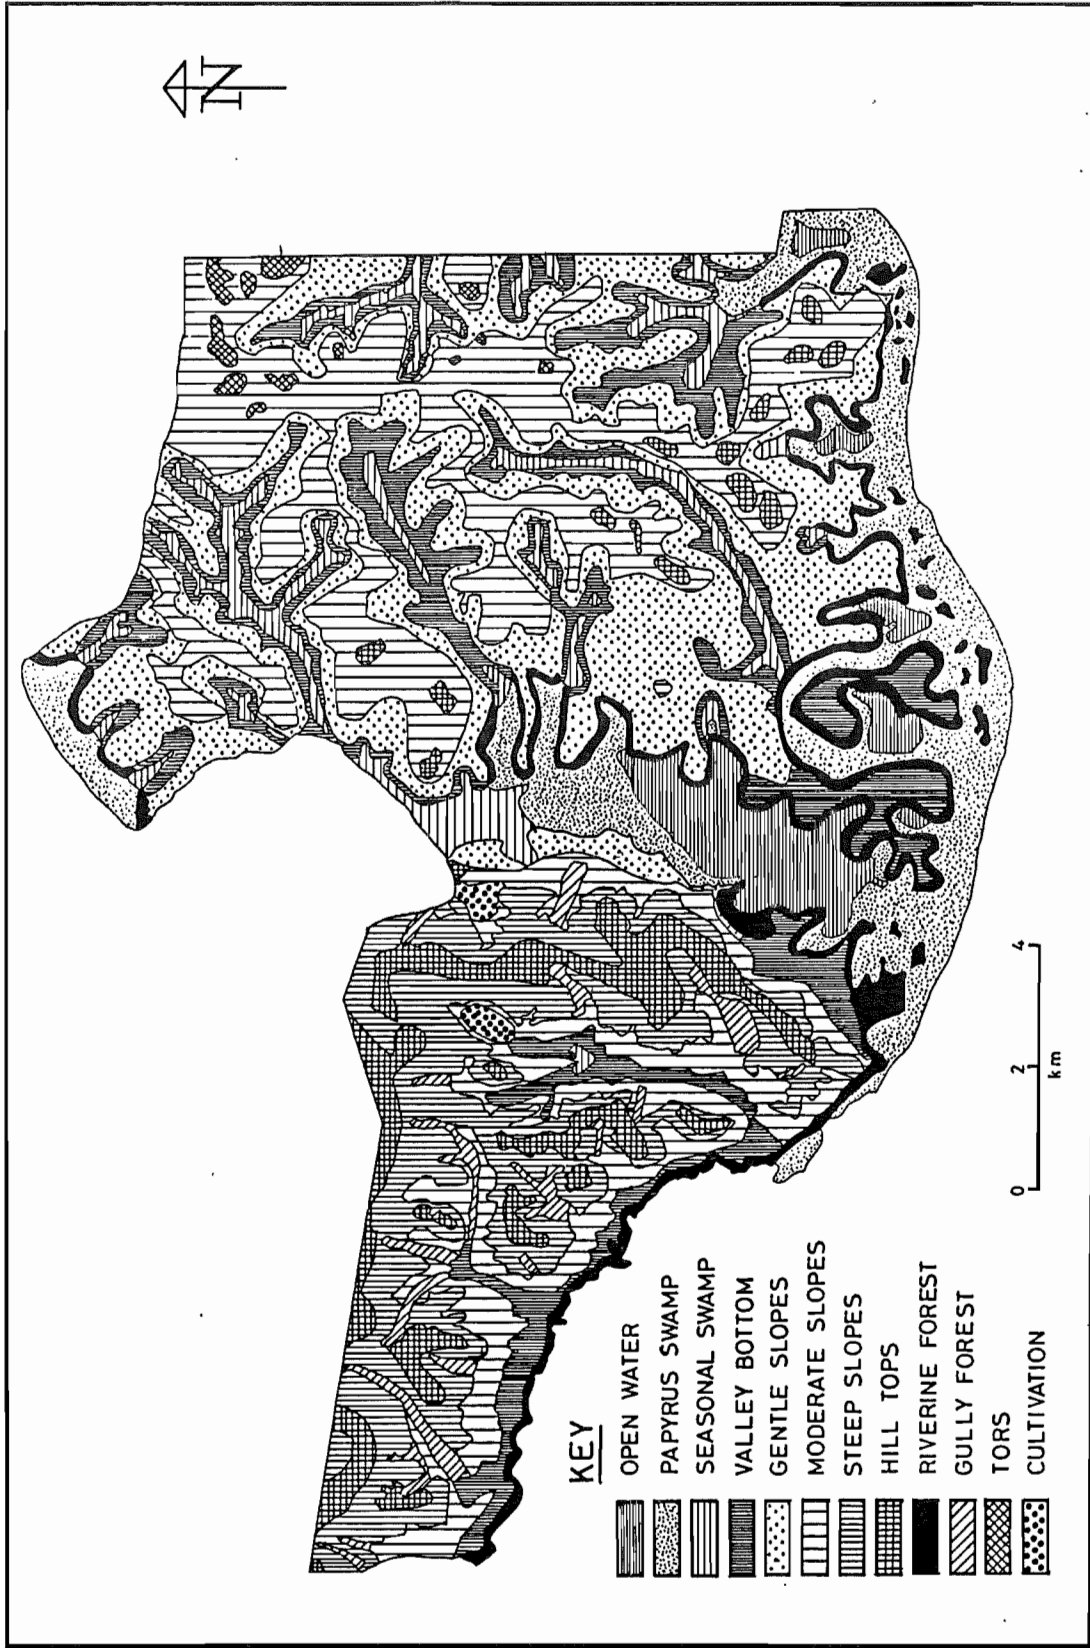 N
KEY
OPEN WATER
PAPYRUS SWAMP
SEASONAL SWAMP
VALLEY BOTTOM
GENTLE SLOPES
MODERATE SLOPES
STEEP SLOPES
HILL TOPS
RIVERINE FOREST
GULLY FOREST
TORS
CULTIVATION
0 2 4
km